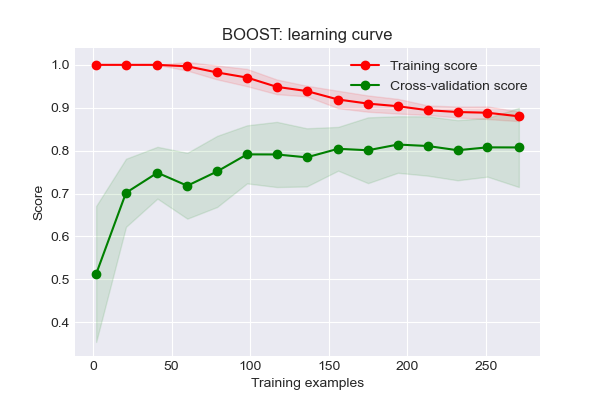 BOOST: learning curve
Training score
Cross-validation score
Score
1.0
0.9
0.8
0.7
0.6
0.5
0.4
0 50 100 150 200 250
Training examples